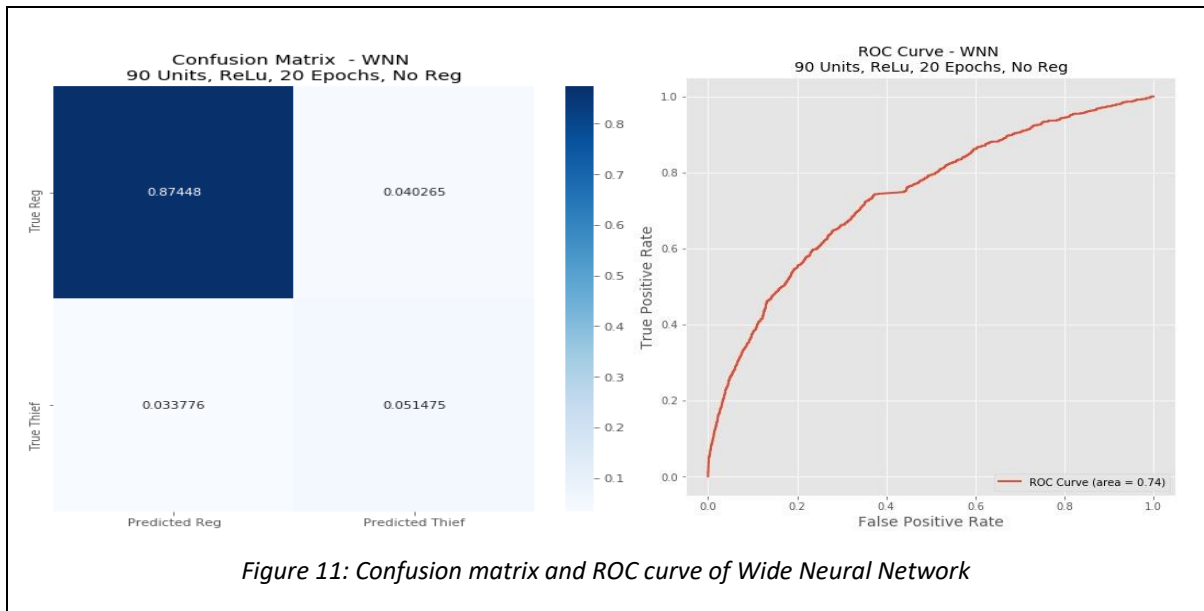 Confusion Matrix - WNN
90 Units, ReLu, 20 Epochs, No Reg
True Reg
True Thief
0.87448
0.040265
0.033776
0.051475
Predicted Reg
Predicted Thief
0.8
0.7
0.6
0.5
0.4
0.3
0.2
0.1
ROC Curve - WNN
90 Units, ReLu, 20 Epochs, No Reg
True Positive Rate
1.0
0.8
0.6
0.4
0.2
0.0
0.0
0.2
0.4
0.6
0.8
1.0
False Positive Rate
ROC Curve (area = 0.74)
Figure 11: Confusion matrix and ROC curve of Wide Neural Network